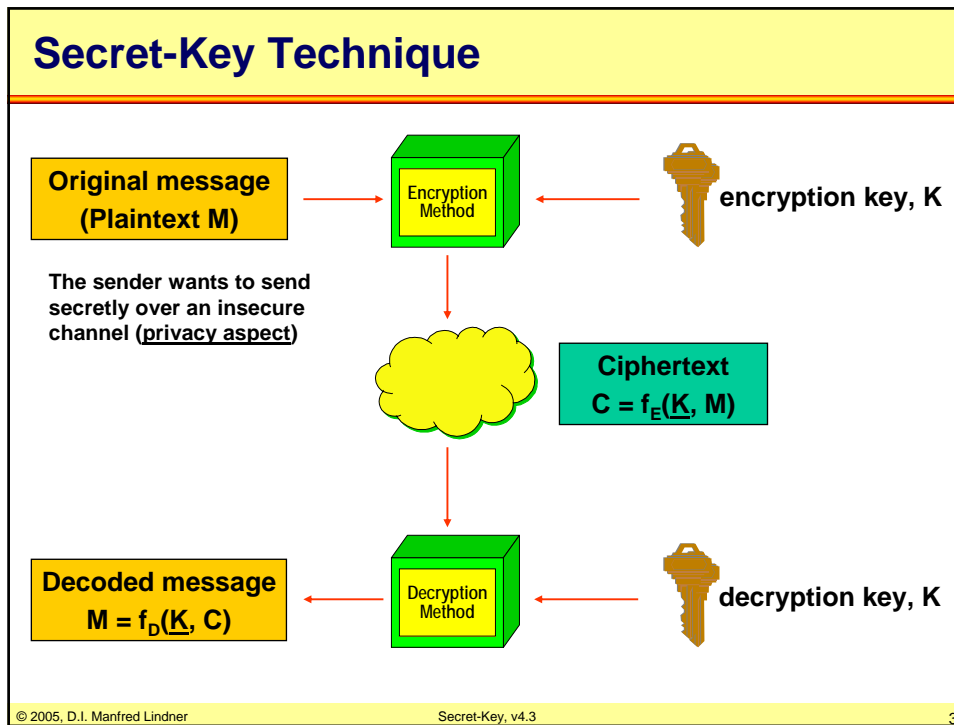 Secret-Key Technique
Original message
(Plaintext M)
Encryption
Method
encryption key, K
The sender wants to send
secretly over an insecure
channel (privacy aspect)
Ciphertext
C = fE(K, M)
Decoded message
M = fD(K, C)
Decryption
Method
decryption key, K
© 2005, D.I. Manfred Lindner
Secret-Key, v4.3
3